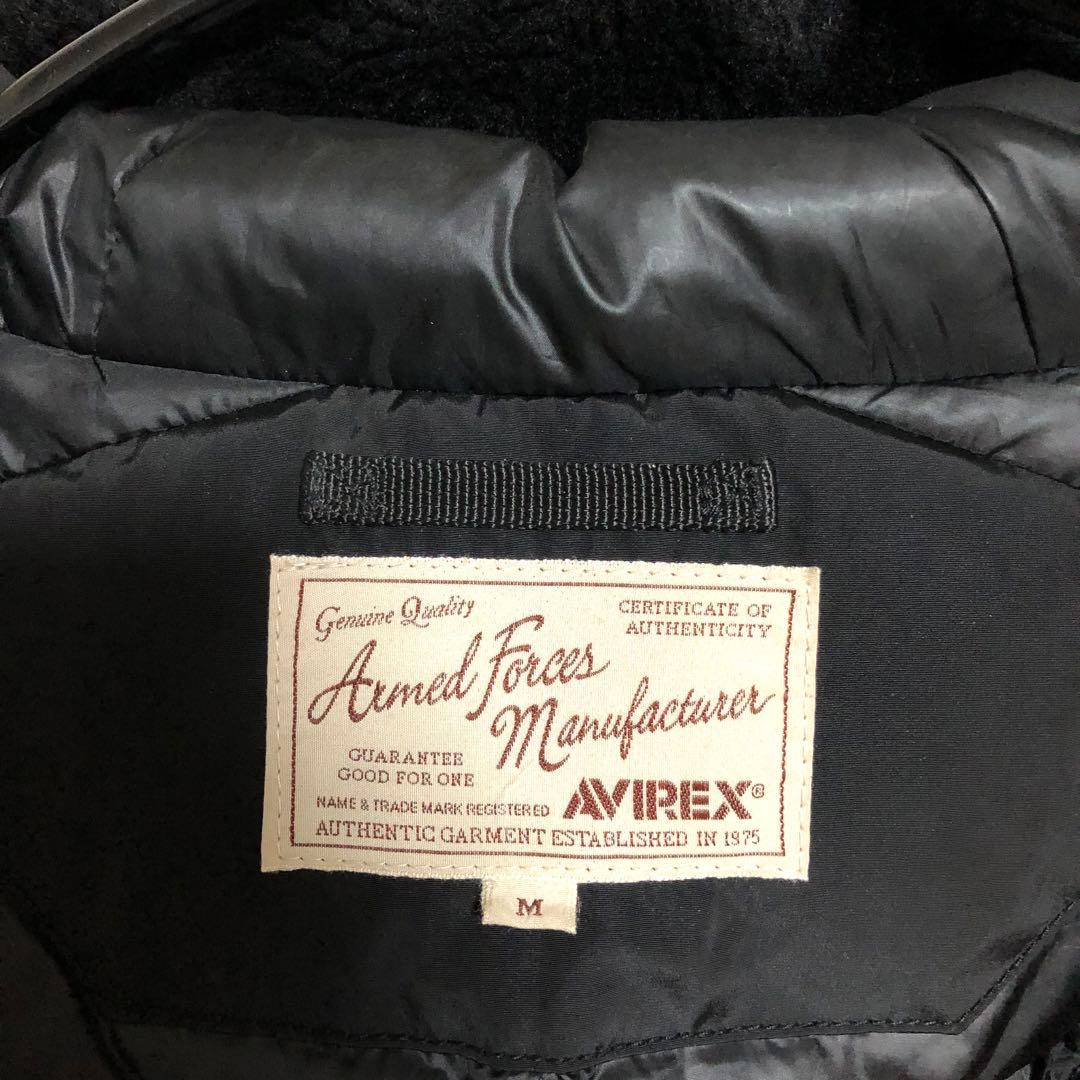 Genuine Quality
CERTIFICATE OF
AUTHENTICITY
Armed Forces
Manufacturer
GUARANTEE
GOOD FOR ONE
NAME & TRADE MARK REGISTERED
AVIREX®
AUTHENTIC GARMENT ESTABLISHED IN 1975
M